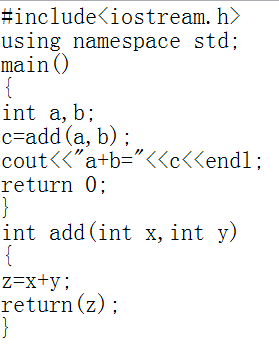 #include<iostream.h>
using namespace std;
main()
{
int a,b;
c=add(a,b);
cout<<"a+b="<<c<<endl;
return 0;
}
int add(int x,int y)
{
z=x+y;
return(z);
}